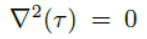 ∇²(τ) = 0